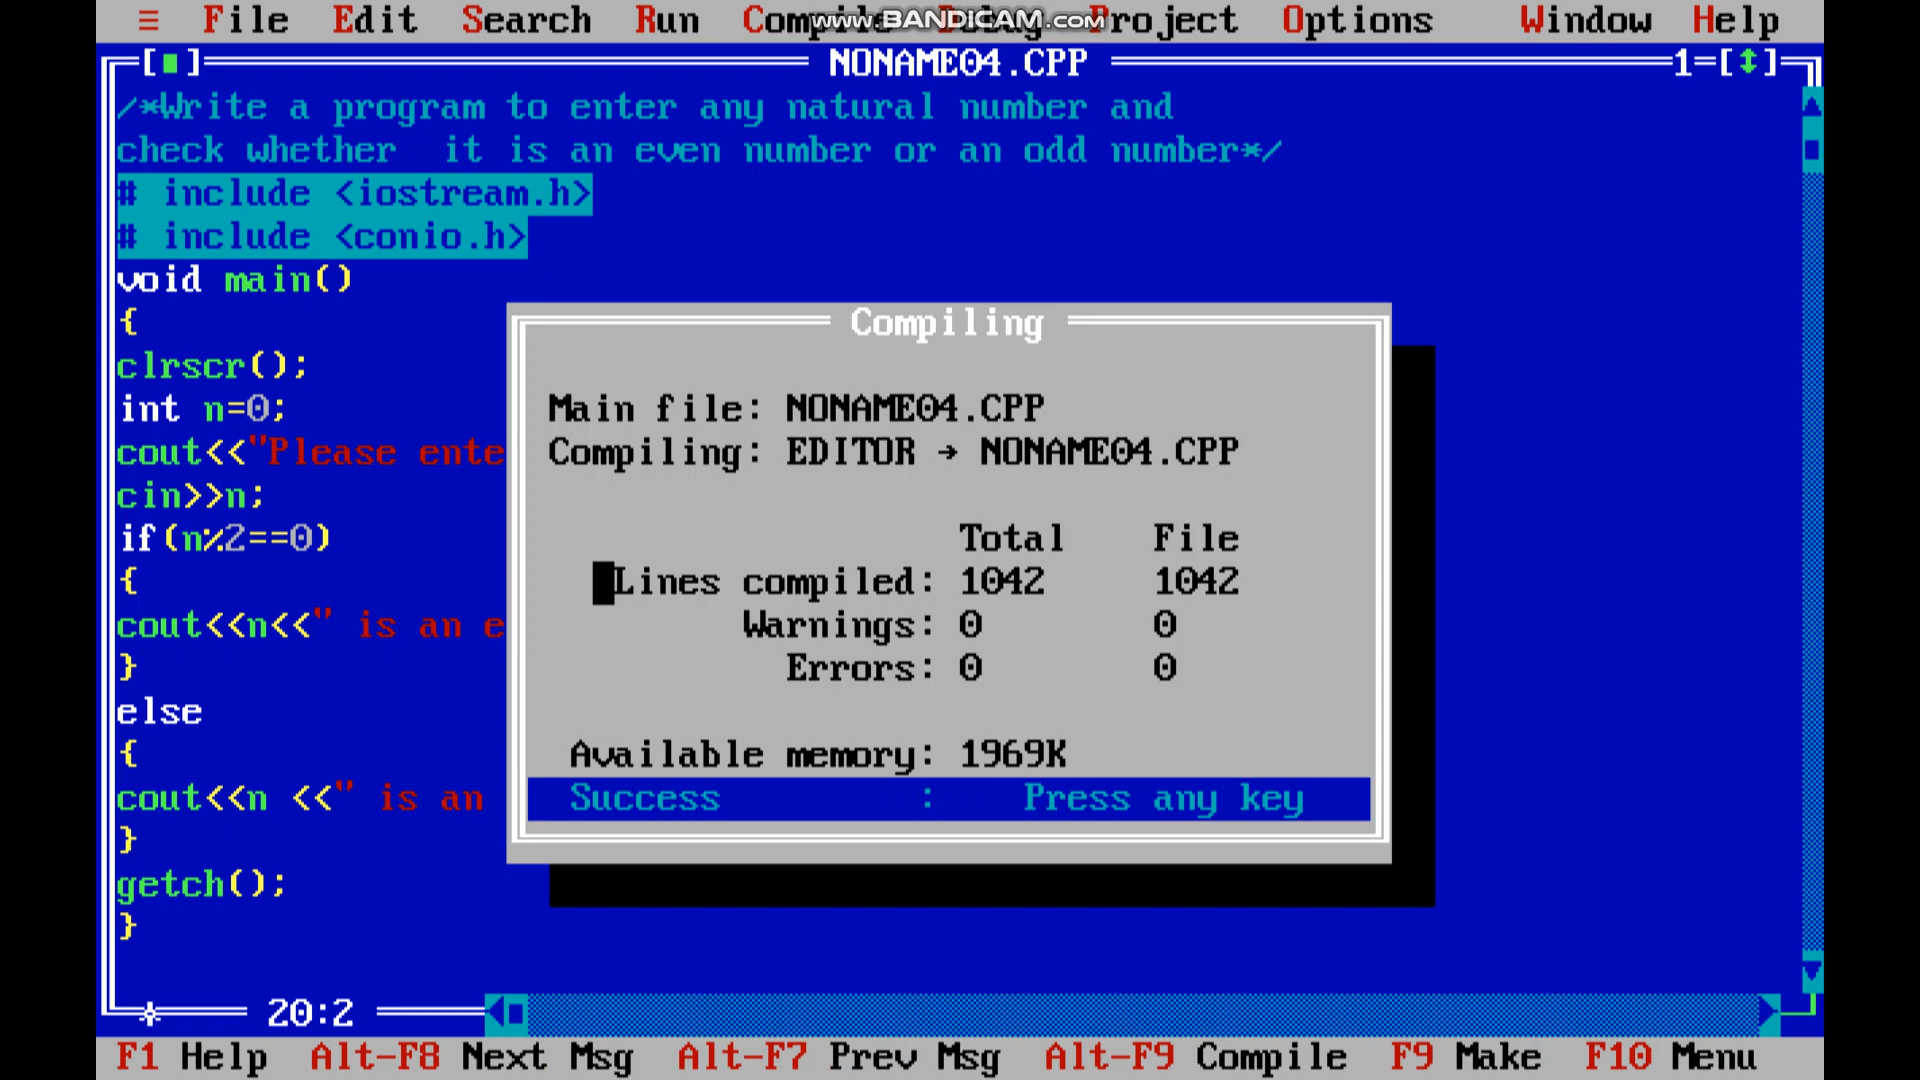 ≡ File Edit Search Run Compile Debug Project Options Window Help
www.BANDICAM.com
[■] NONAME04.CPP 1=[↕]
/*Write a program to enter any natural number and
check whether  it is an even number or an odd number*/
# include <iostream.h>
# include <conio.h>
void main()
{
clrscr();
int n=0;
cout<<"Please ente
cin>>n;
if(n%2==0)
{
cout<<n<<" is an e
}
else
{
cout<<n <<" is an
}
getch();
}
Compiling
Main file: NONAME04.CPP
Compiling: EDITOR → NONAME04.CPP
Total File
Lines compiled: 1042 1042
Warnings: 0 0
Errors: 0 0
Available memory: 1969K
Success : Press any key
20:2
F1 Help Alt-F8 Next Msg Alt-F7 Prev Msg Alt-F9 Compile F9 Make F10 Menu